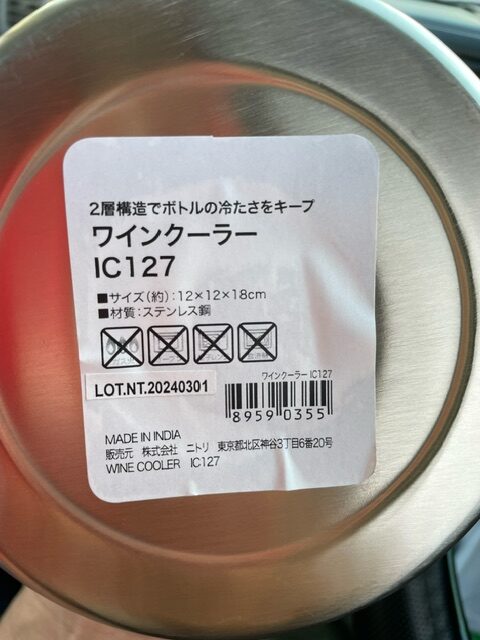 2層構造でボトルの冷たさをキープ
ワインクーラー
IC127
■サイズ(約):12×12×18cm
■材質:ステンレス鋼
LOT.NT.20240301
ワインクーラー IC127
89590355
MADE IN INDIA
販売元 株式会社 ニトリ 東京都北区神谷3丁目6番20号
WINE COOLER IC127